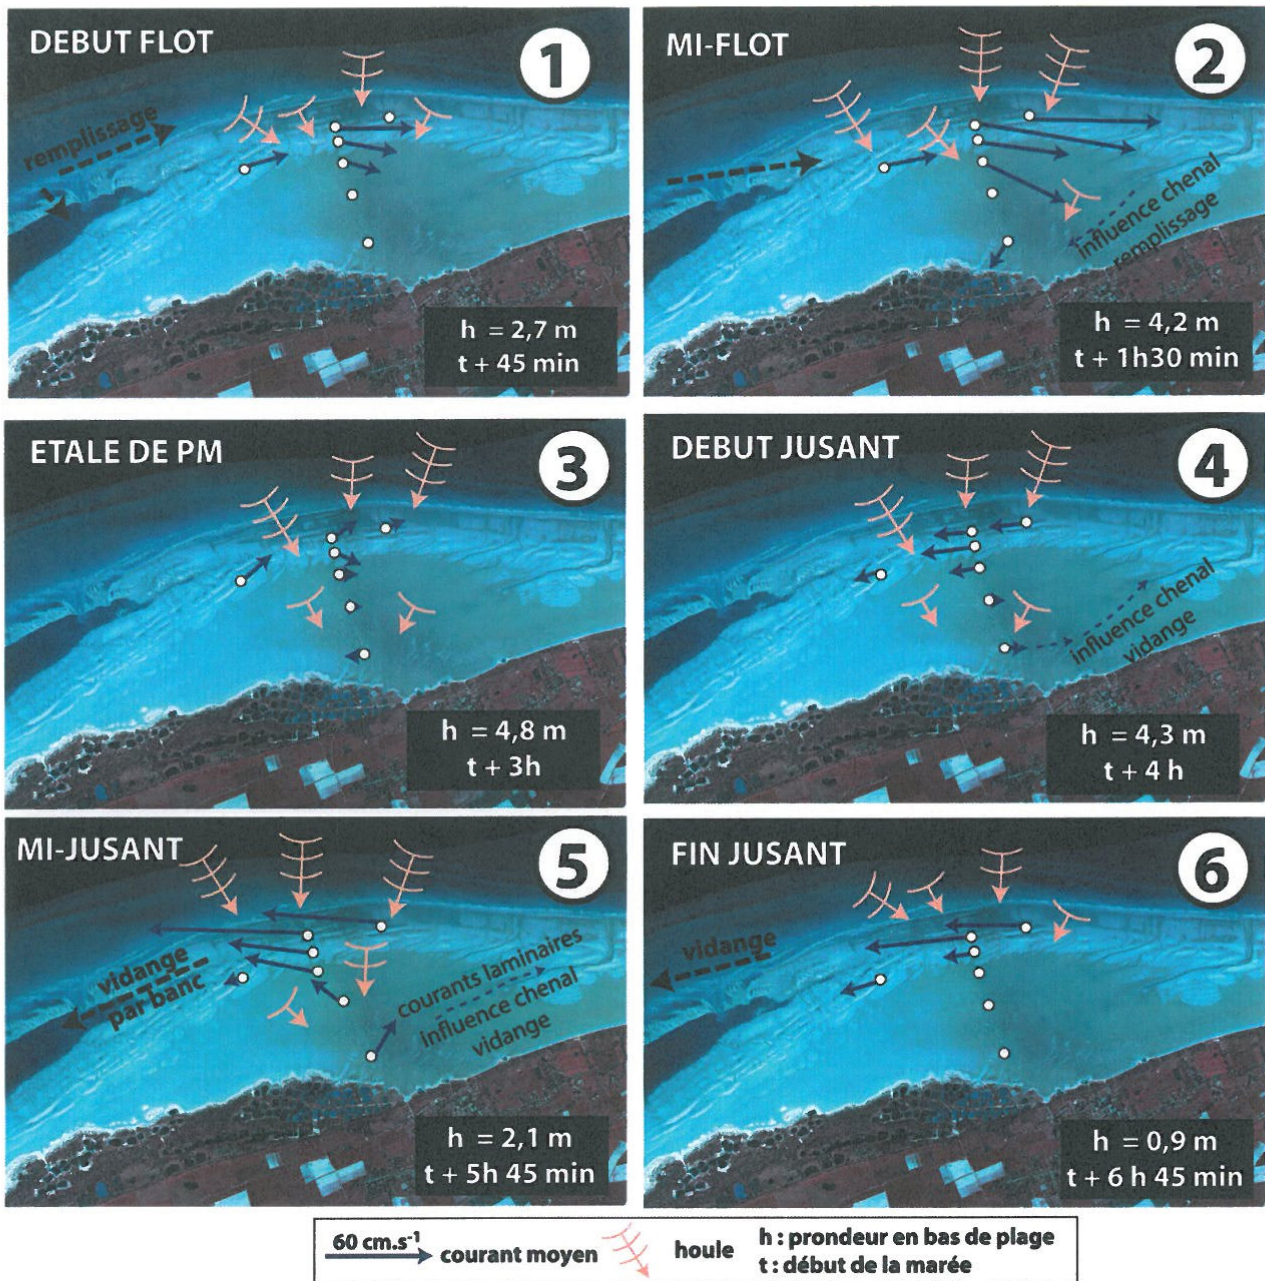 DEBUT FLOT
1
remplissage
h = 2,7 m
t + 45 min
MI-FLOT
2
influence chenal
remplissage
h = 4,2 m
t + 1h30 min
ETALE DE PM
3
h = 4,8 m
t + 3h
DEBUT JUSANT
4
influence chenal
vidange
h = 4,3 m
t + 4 h
MI-JUSANT
5
vidange
par banc
courants laminaires
influence chenal
vidange
h = 2,1 m
t + 5h 45 min
FIN JUSANT
6
vidange
h = 0,9 m
t + 6 h 45 min
60 cm.s⁻¹
courant moyen
houle
h : prondeur en bas de plage
t : début de la marée